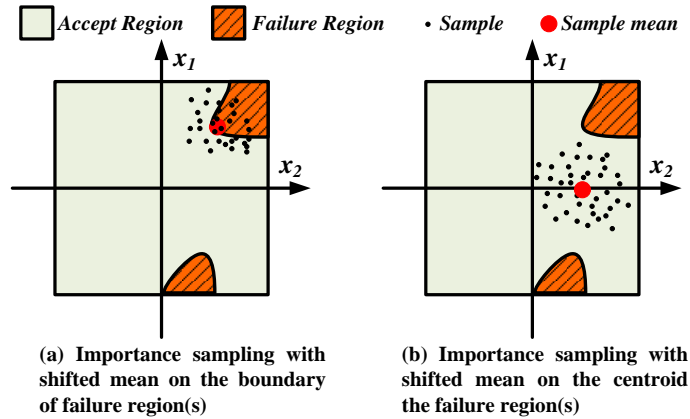 Accept Region Failure Region Sample Sample mean
x1 x1
x2 x2
(a) Importance sampling with
shifted mean on the boundary
of failure region(s)
(b) Importance sampling with
shifted mean on the centroid
the failure region(s)